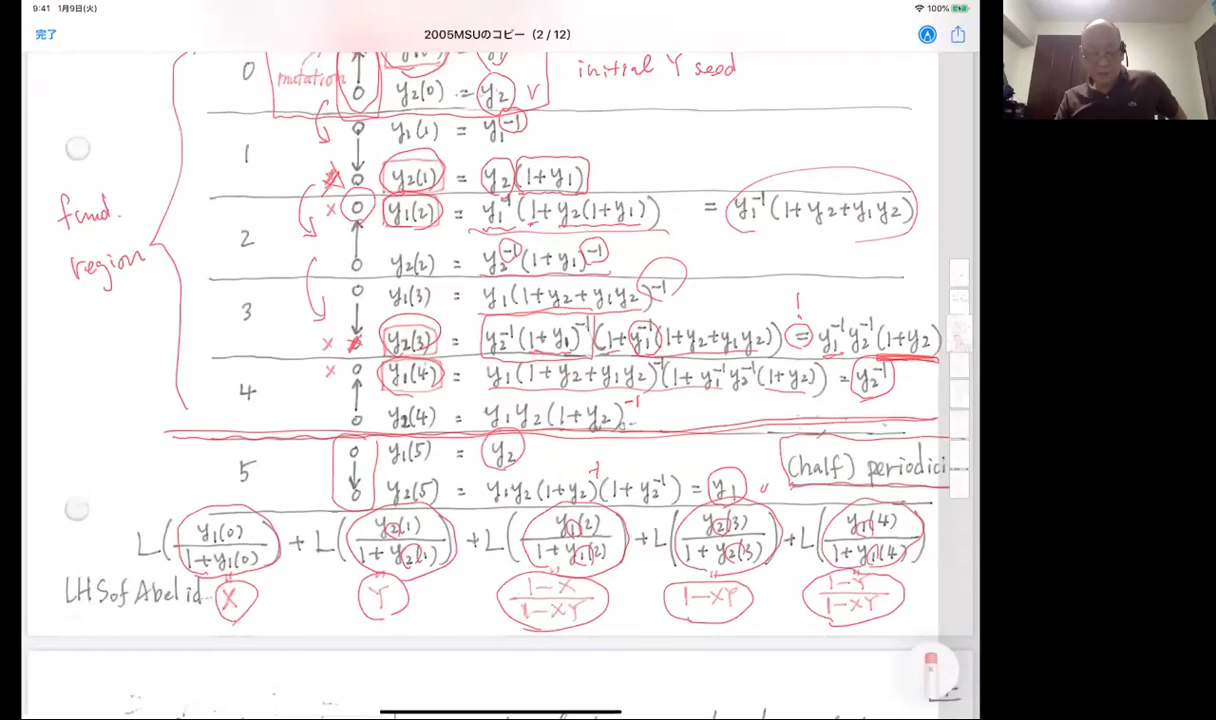 9:41 1月9日(火) 100%
完了 2005MSUのコピー (2 / 12)
0 mutation initial Y seed
y₂(0) = y₂
1 y₁(1) = y₁⁻¹
y₂(1) = y₂(1+y₁)
fund. region
2 y₁(2) = y₁⁻¹(1+y₂(1+y₁)) = y₁⁻¹(1+y₂+y₁y₂)
y₂(2) = y₂⁻¹(1+y₁)⁻¹
3 y₁(3) = y₁(1+y₂+y₁y₂)⁻¹
y₂(3) = y₂⁻¹(1+y₁)⁻¹(1+y₁⁻¹(1+y₂+y₁y₂)) = y₁⁻¹y₂⁻¹(1+y₂)
4 y₁(4) = y₁(1+y₂+y₁y₂)⁻¹(1+y₁⁻¹y₂⁻¹(1+y₂)) = y₂⁻¹
y₂(4) = y₁y₂(1+y₂)⁻¹
5 y₁(5) = y₂ (half) periodici
y₂(5) = y₁y₂(1+y₂)⁻¹(1+y₂⁻¹) = y₁
L(y₁(0)/1+y₁(0)) + L(y₂(1)/1+y₂(1)) + L(y₁(2)/1+y₁(2)) + L(y₂(3)/1+y₂(3)) + L(y₁(4)/1+y₁(4))
LHS of Abel id. X Y 1-X/1-XY 1-XY 1-Y/1-XY